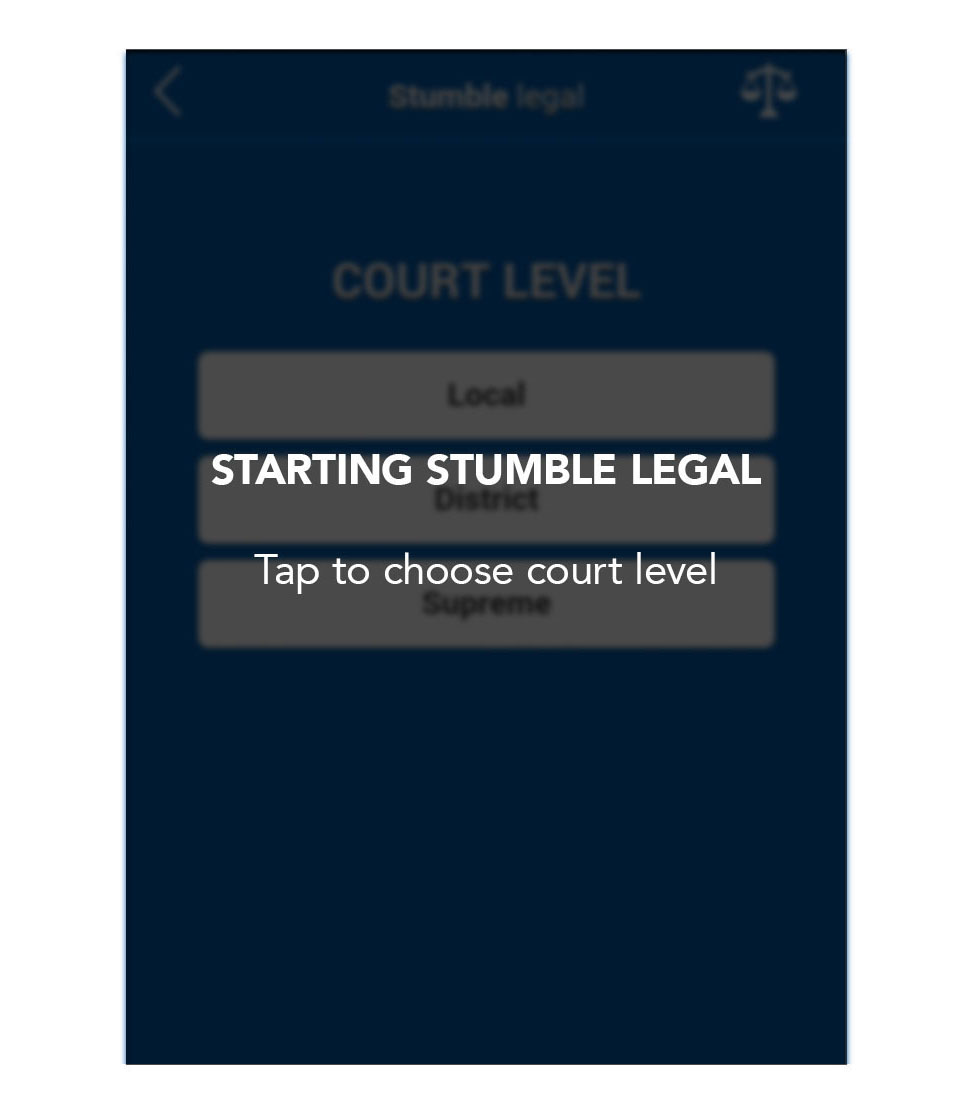 Stumble legal
COURT LEVEL
Local
STARTING STUMBLE LEGAL
District
Tap to choose court level
Supreme